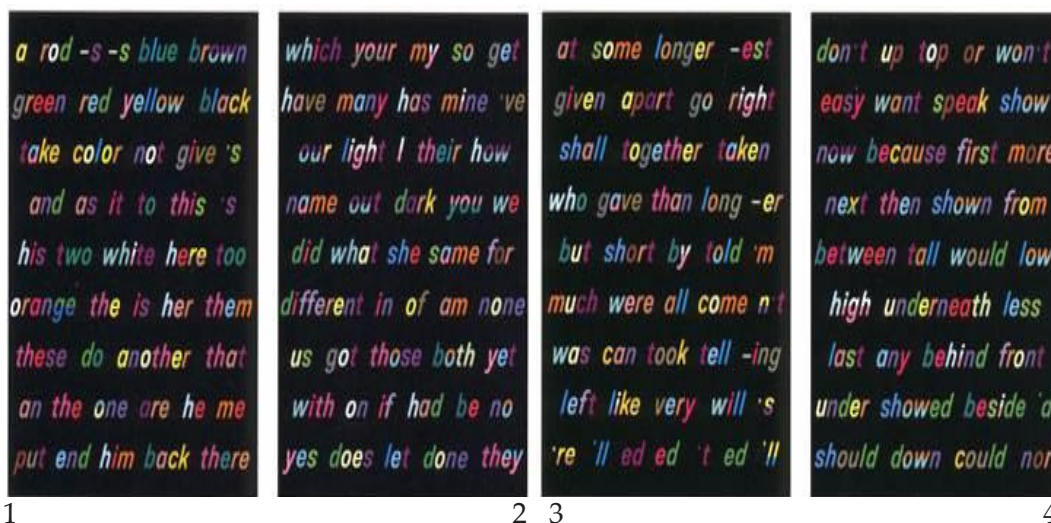 a rod -s -s blue brown
green red yellow black
take color not give 's
and as it to this 's
his two white here too
orange the is her them
these do another that
an the one are he me
put end him back there
1
which your my so get
have many has mine 've
our light I their how
name out dark you we
did what she same for
different in of am none
us got those both yet
with on if had be no
yes does let done they
2
at some longer -est
given apart go right
shall together taken
who gave than long -er
but short by told 'm
much were all come n't
was can took tell -ing
left like very will 's
're 'll ed ed 't ed 'll
3
don't up top or won't
easy want speak show
now because first more
next then shown from
between tall would low
high underneath less
last any behind front
under showed beside
should down could nor
4